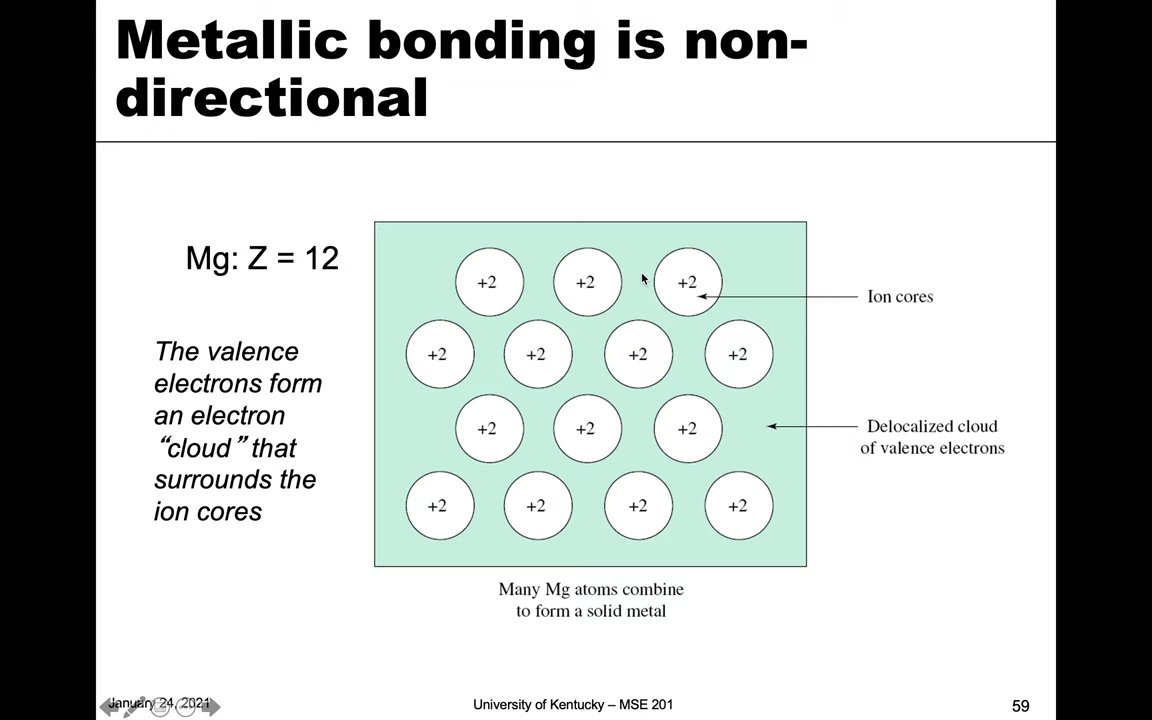 Metallic bonding is non-
directional
Mg: Z = 12
The valence
electrons form
an electron
“cloud” that
surrounds the
ion cores
+2 +2 +2
Ion cores
+2 +2 +2 +2
+2 +2 +2
Delocalized cloud
of valence electrons
+2 +2 +2 +2
Many Mg atoms combine
to form a solid metal
January 24, 2021
University of Kentucky – MSE 201
59